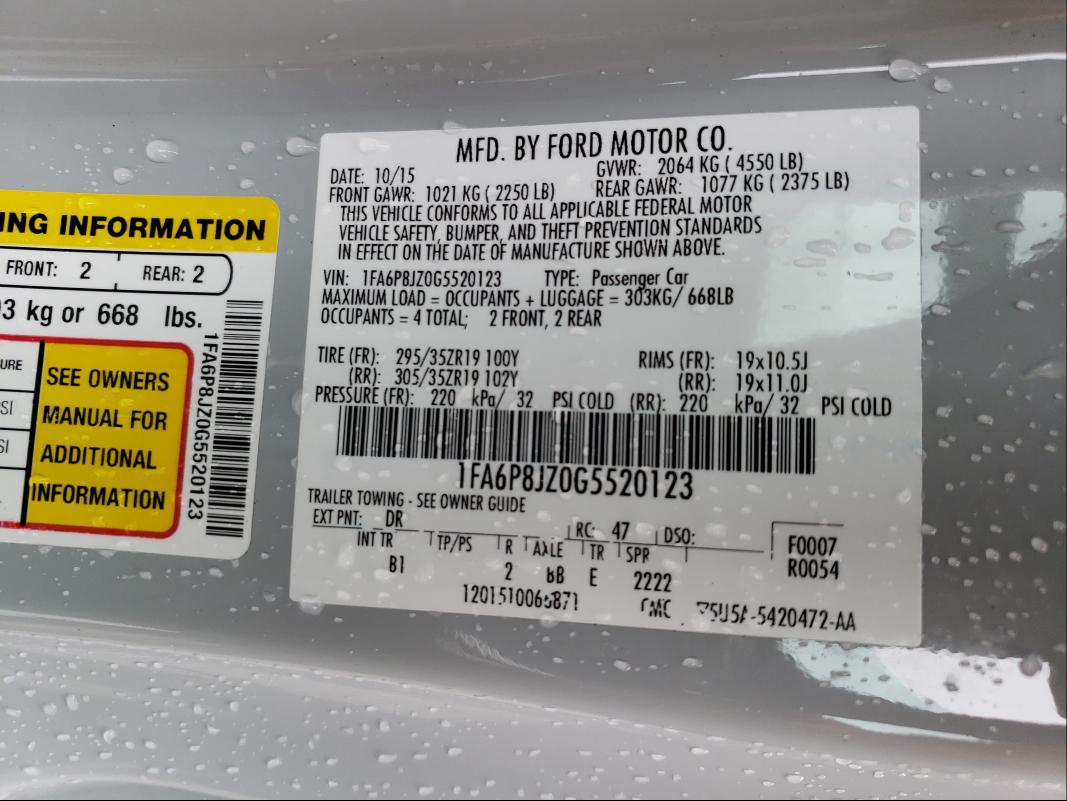 ING INFORMATION
FRONT: 2 REAR: 2
3 kg or 668 lbs.
SEE OWNERS
MANUAL FOR
ADDITIONAL
INFORMATION
1FA6P8JZ0G5520123
MFD. BY FORD MOTOR CO.
DATE: 10/15 GVWR: 2064 KG ( 4550 LB)
FRONT GAWR: 1021 KG ( 2250 LB) REAR GAWR: 1077 KG ( 2375 LB)
THIS VEHICLE CONFORMS TO ALL APPLICABLE FEDERAL MOTOR
VEHICLE SAFETY, BUMPER, AND THEFT PREVENTION STANDARDS
IN EFFECT ON THE DATE OF MANUFACTURE SHOWN ABOVE.
VIN: 1FA6P8JZ0G5520123 TYPE: Passenger Car
MAXIMUM LOAD = OCCUPANTS + LUGGAGE = 303KG/ 668LB
OCCUPANTS = 4 TOTAL; 2 FRONT, 2 REAR
TIRE (FR): 295/35ZR19 100Y RIMS (FR): 19x10.5J
(RR): 305/35ZR19 102Y (RR): 19x11.0J
PRESSURE (FR): 220 kPa/ 32 PSI COLD (RR): 220 kPa/ 32 PSI COLD
1FA6P8JZ0G5520123
TRAILER TOWING - SEE OWNER GUIDE
EXT PNT: DR RC: 47 DSO:
INT TR TP/PS R AXLE TR SPR F0007
B1 2 BB E 2222 R0054
-5420472-AA